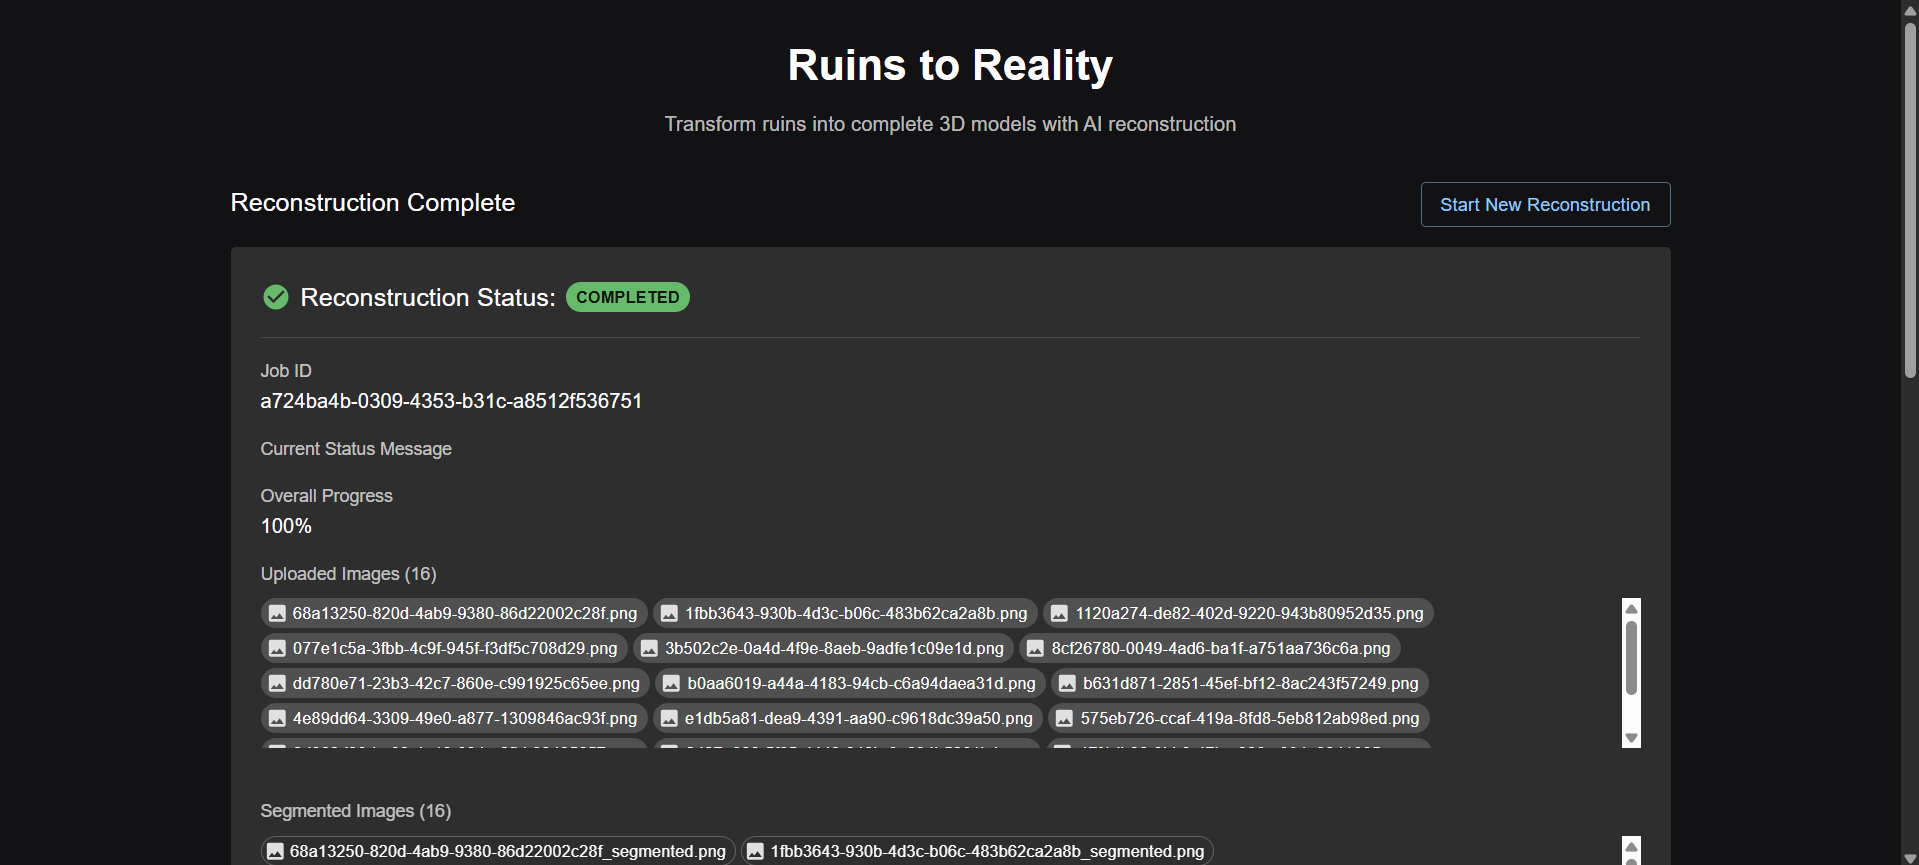 Ruins to Reality
Transform ruins into complete 3D models with AI reconstruction
Reconstruction Complete
Start New Reconstruction
Reconstruction Status: COMPLETED
Job ID
a724ba4b-0309-4353-b31c-a8512f536751
Current Status Message
Overall Progress
100%
Uploaded Images (16)
68a13250-820d-4ab9-9380-86d22002c28f.png 1fbb3643-930b-4d3c-b06c-483b62ca2a8b.png 1120a274-de82-402d-9220-943b80952d35.png
077e1c5a-3fbb-4c9f-945f-f3df5c708d29.png 3b502c2e-0a4d-4f9e-8aeb-9adfe1c09e1d.png 8cf26780-0049-4ad6-ba1f-a751aa736c6a.png
dd780e71-23b3-42c7-860e-c991925c65ee.png b0aa6019-a44a-4183-94cb-c6a94daea31d.png b631d871-2851-45ef-bf12-8ac243f57249.png
4e89dd64-3309-49e0-a877-1309846ac93f.png e1db5a81-dea9-4391-aa90-c9618dc39a50.png 575eb726-ccaf-419a-8fd8-5eb812ab98ed.png
Segmented Images (16)
68a13250-820d-4ab9-9380-86d22002c28f_segmented.png 1fbb3643-930b-4d3c-b06c-483b62ca2a8b_segmented.png